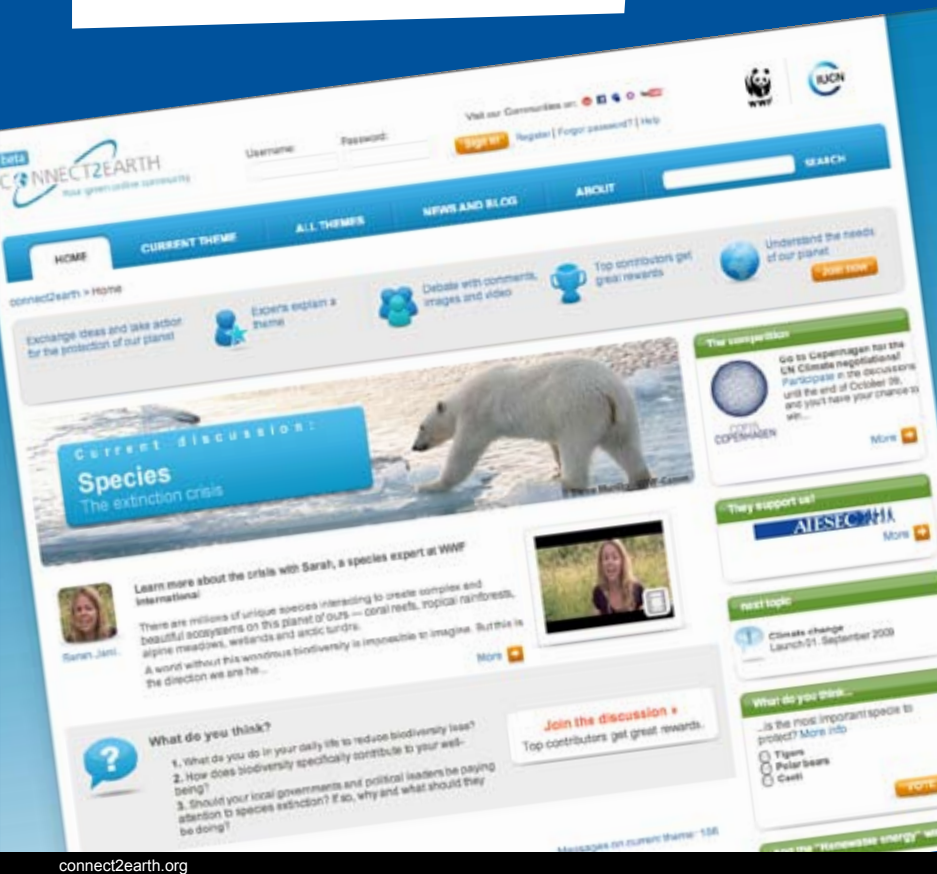 beta
CONNECT2EARTH
Your green online community
Username:
Password:
Visit our Communities on:
Sign in
Register | Forgot password? | Help
WWF
IUCN
HOME
CURRENT THEME
ALL THEMES
NEWS AND BLOG
ABOUT
SEARCH
connect2earth > Home
Exchange ideas and take action
for the protection of our planet
Experts explain a
theme
Debate with comments,
images and video
Top contributors get
great rewards
Understand the needs
of our planet
Join now
Current discussion:
Species
The extinction crisis
The competition
Go to Copenhagen for the
UN Climate negotiations!
Participate in the discussions
until the end of October 09,
and you'll have your chance to
win...
COP15
COPENHAGEN
More
They support us!
AIESEC
More
Learn more about the crisis with Sarah, a species expert at WWF
International
There are millions of unique species interacting to create complex and
beautiful ecosystems on this planet of ours — coral reefs, tropical rainforests,
alpine meadows, wetlands and arctic tundra.
A world without this wondrous biodiversity is impossible to imagine. But this is
the direction we are he...
More
next topic
Climate change
Launch 01. September 2009
What do you think?
1. What do you do in your daily life to reduce biodiversity loss?
2. How does biodiversity specifically contribute to your well-
being?
3. Should your local governments and political leaders be paying
attention to species extinction? If so, why and what should they
be doing?
Join the discussion »
Top contributors get great rewards.
What do you think...
...is the most important specie to
protect? More info
Tigers
Polar bears
Coati
VOTE
Messages on current theme: 156
the "Renewable energy"
connect2earth.org